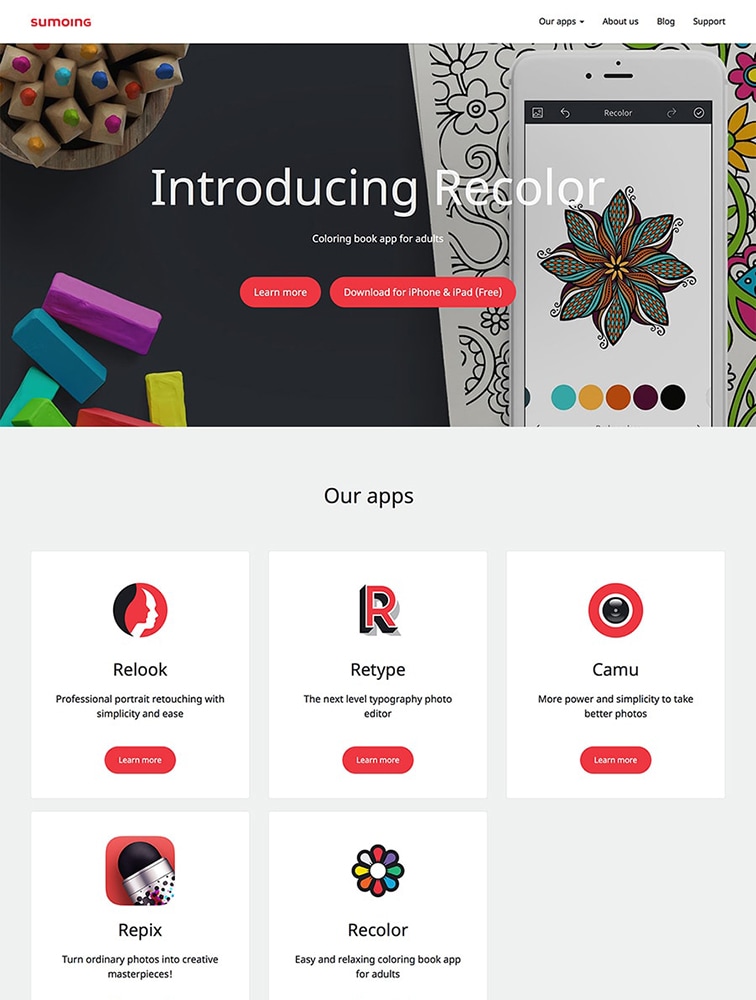 sumoing
Our apps
About us
Blog
Support
Recolor
Introducing Recolor
Coloring book app for adults
Learn more
Download for iPhone & iPad (Free)
Our apps
Relook
Professional portrait retouching with
simplicity and ease
Learn more
Retype
The next level typography photo
editor
Learn more
Camu
More power and simplicity to take
better photos
Learn more
Repix
Turn ordinary photos into creative
masterpieces!
Recolor
Easy and relaxing coloring book app
for adults